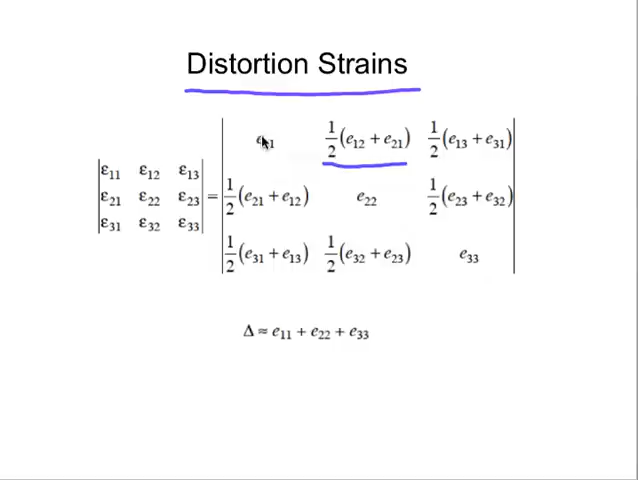 Distortion Strains
|ε₁₁ ε₁₂ ε₁₃| |e₁₁ ½(e₁₂ + e₂₁) ½(e₁₃ + e₃₁)|
|ε₂₁ ε₂₂ ε₂₃| = |½(e₂₁ + e₁₂) e₂₂ ½(e₂₃ + e₃₂)|
|ε₃₁ ε₃₂ ε₃₃| |½(e₃₁ + e₁₃) ½(e₃₂ + e₂₃) e₃₃|
Δ ≈ e₁₁ + e₂₂ + e₃₃